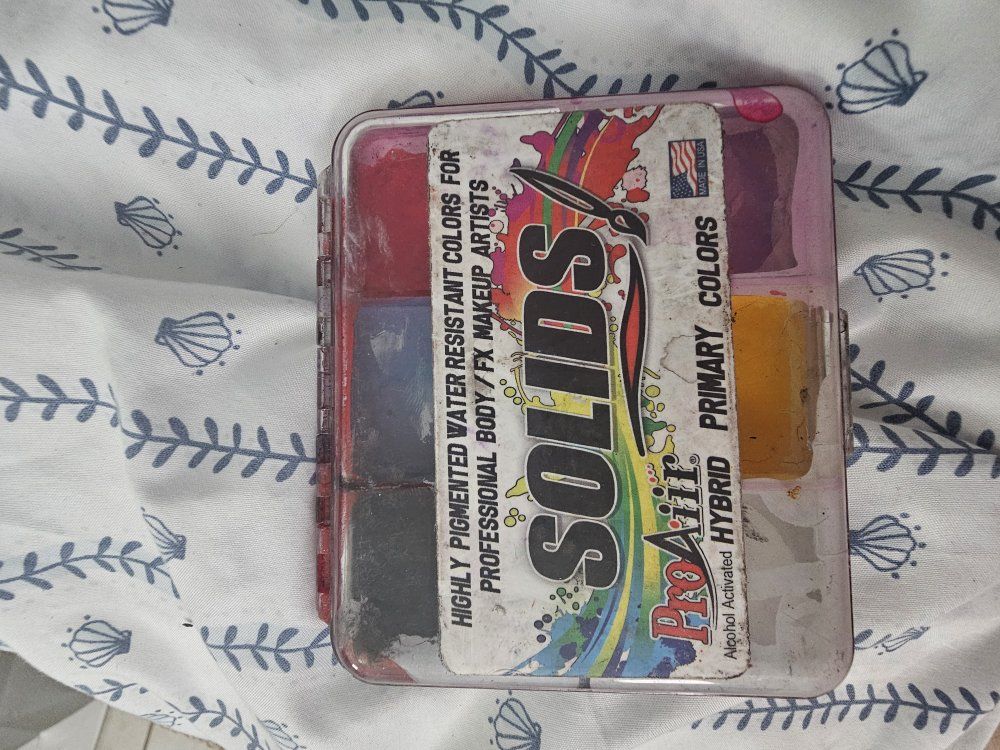 HIGHLY PIGMENTED WATER RESISTANT COLORS FOR
PROFESSIONAL BODY / FX MAKEUP ARTISTS
SOLIDS
ProAiir®
HYBRID PRIMARY COLORS
Alcohol Activated
MADE IN USA